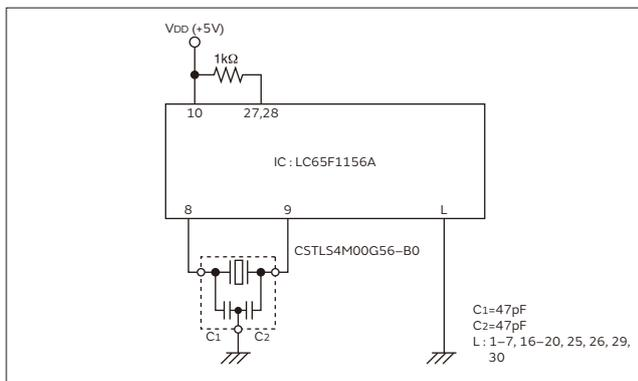 VDD (+5V)
1kΩ
10
27,28
IC : LC65F1156A
8
9
L
CSTLS4M00G56–B0
C1
C2
C1=47pF
C2=47pF
L : 1–7, 16–20, 25, 26, 29,
30